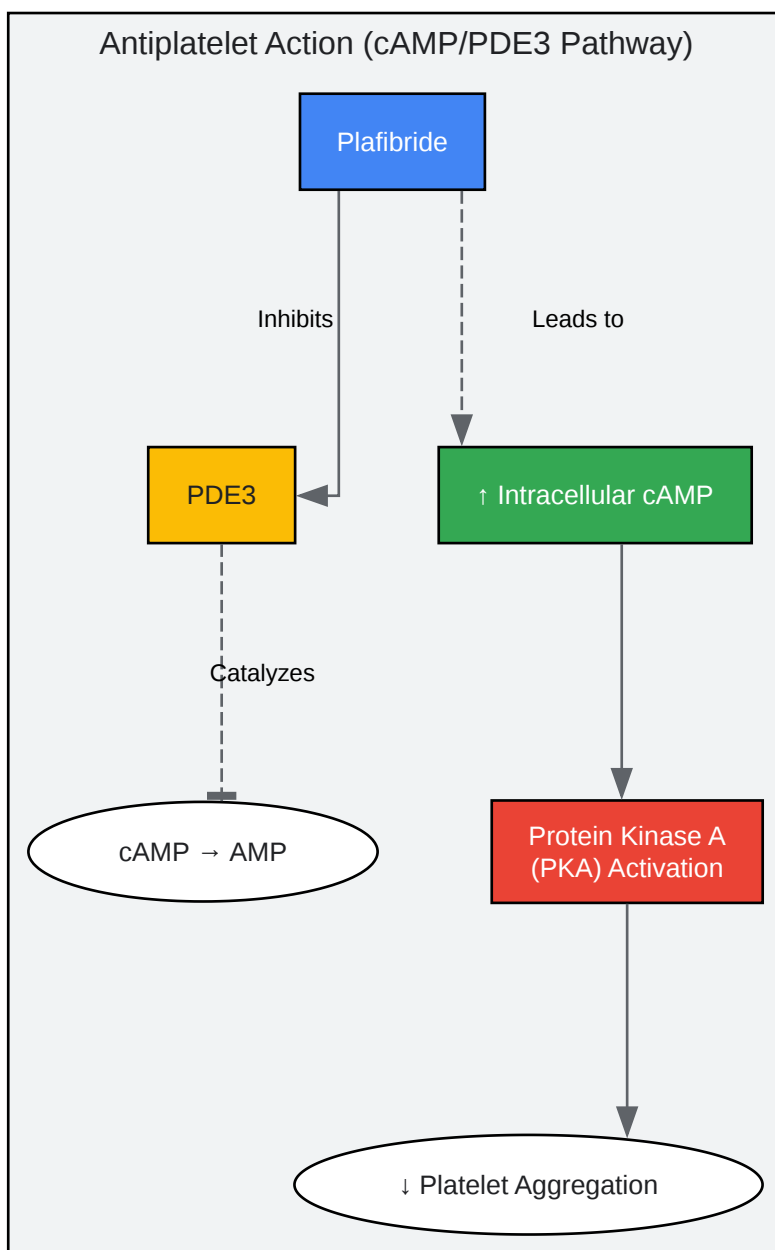 Antiplatelet Action (cAMP/PDE3 Pathway)
Plafibride
Inhibits
Leads to
PDE3
↑ Intracellular cAMP
Catalyzes
cAMP → AMP
Protein Kinase A
(PKA) Activation
↓ Platelet Aggregation